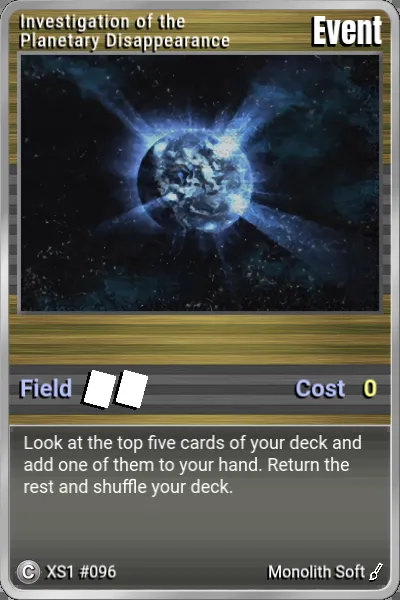 Investigation of the
Planetary Disappearance
Event
Field
Cost 0
Look at the top five cards of your deck and
add one of them to your hand. Return the
rest and shuffle your deck.
C XS1 #096
Monolith Soft